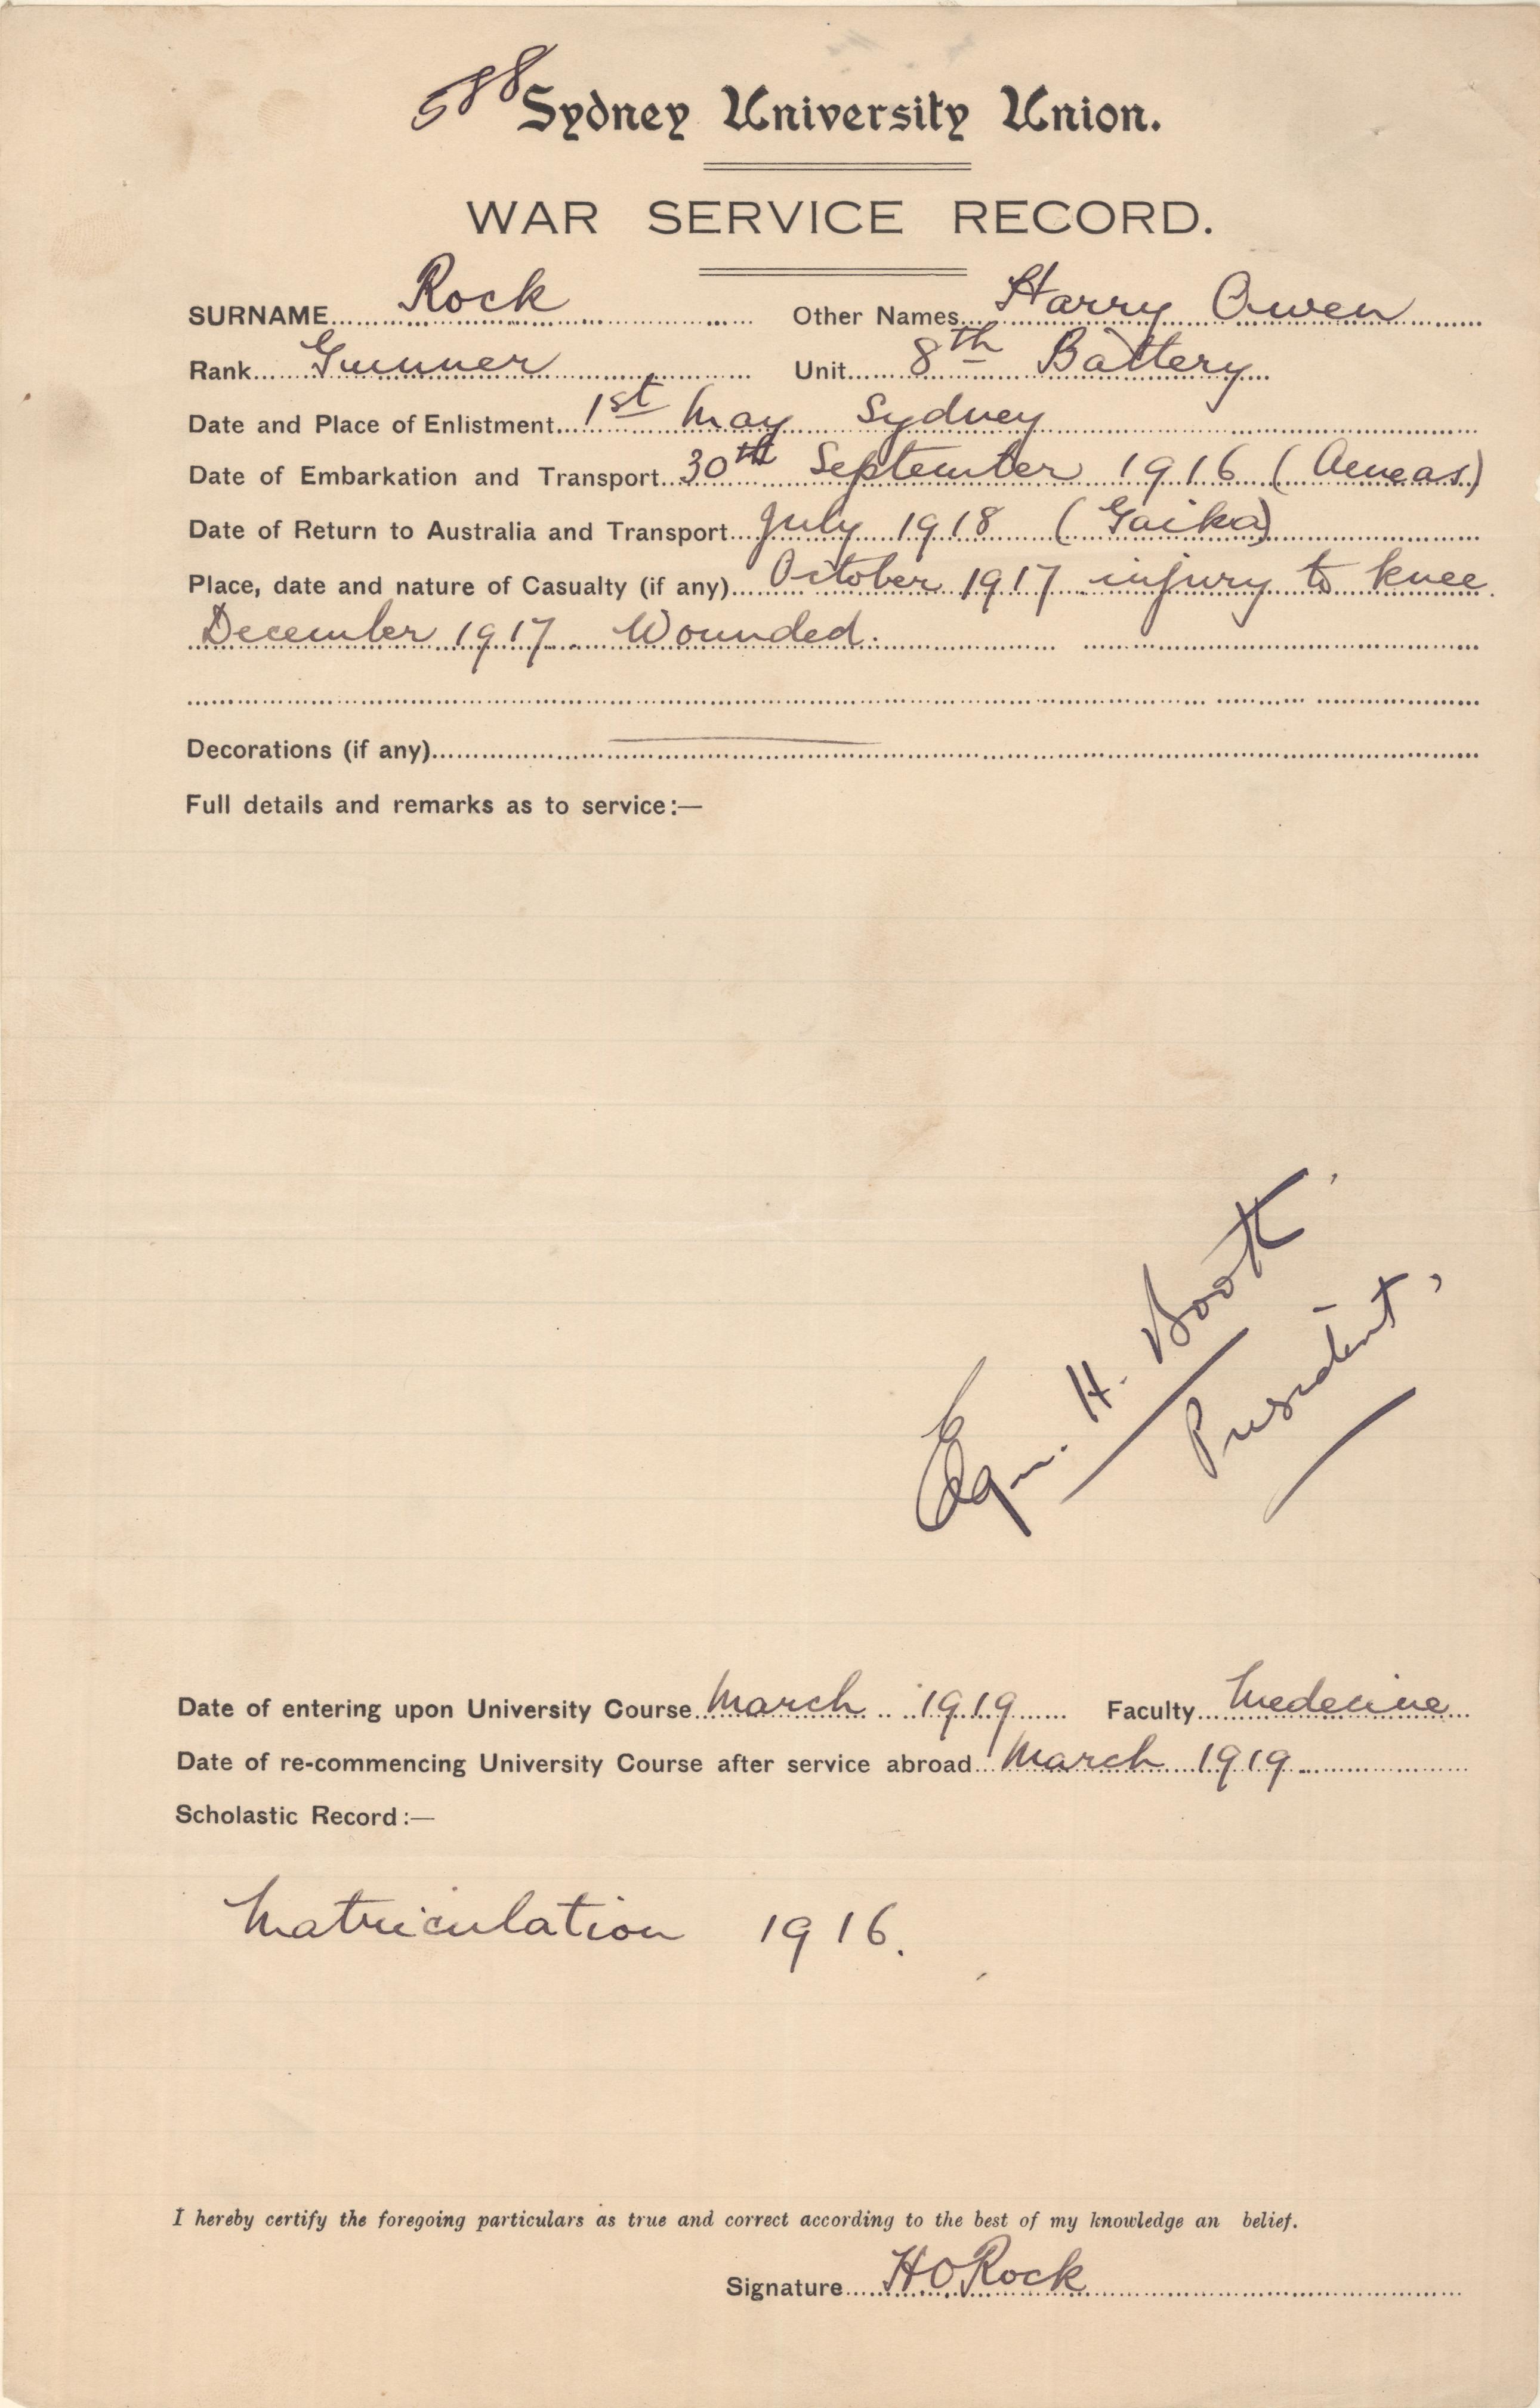 588
Sydney University Union.
WAR SERVICE RECORD.
SURNAME Rock Other Names Harry Owen
Rank Gunner Unit 8th Battery
Date and Place of Enlistment 1st May Sydney
Date of Embarkation and Transport 30th September 1916 (Aeneas)
Date of Return to Australia and Transport July 1918 (Gaika)
Place, date and nature of Casualty (if any) October 1917 injury to knee.
December 1917. Wounded.
Decorations (if any)
Full details and remarks as to service:—
H. Booth.
President,
Date of entering upon University Course March 1919 Faculty Medecine
Date of re-commencing University Course after service abroad March 1919
Scholastic Record:—
Matriculation 1916.
I hereby certify the foregoing particulars as true and correct according to the best of my knowledge an belief.
Signature H O Rock